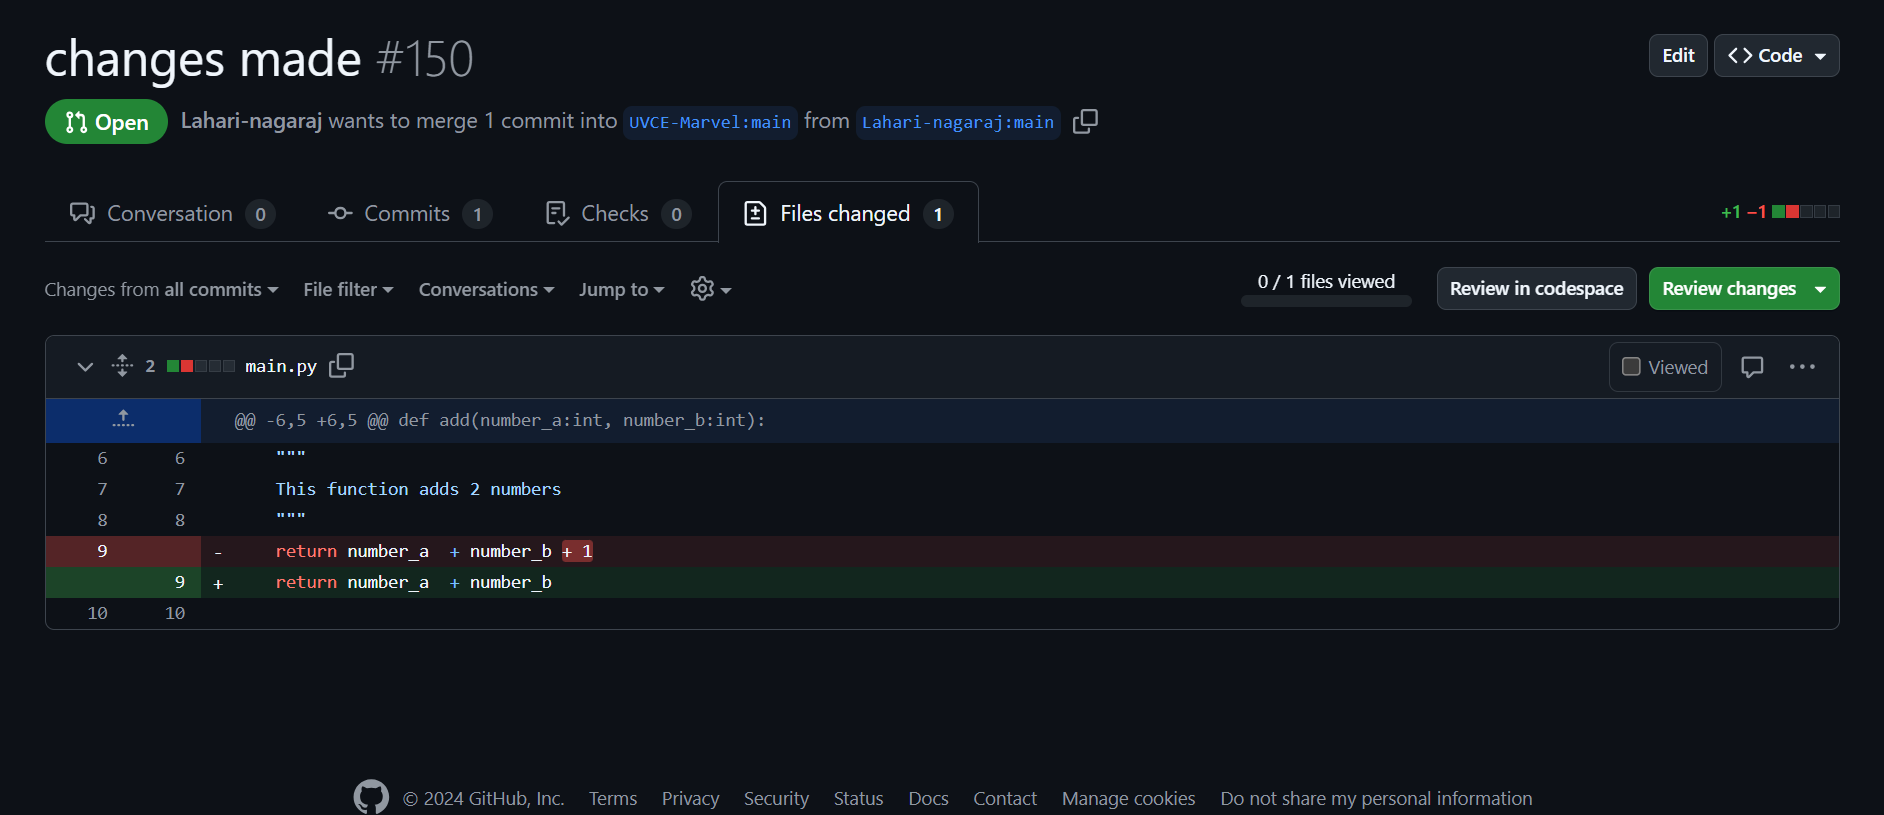 changes made #150
Edit
<> Code
Open
Lahari-nagaraj wants to merge 1 commit into UVCE-Marvel:main from Lahari-nagaraj:main
Conversation 0
Commits 1
Checks 0
Files changed 1
+1 −1
Changes from all commits
File filter
Conversations
Jump to
0 / 1 files viewed
Review in codespace
Review changes
2 main.py
Viewed
@@ -6,5 +6,5 @@ def add(number_a:int, number_b:int):
6 6 """
7 7 This function adds 2 numbers
8 8 """
9 - return number_a  + number_b + 1
9 + return number_a  + number_b
10 10
© 2024 GitHub, Inc. Terms Privacy Security Status Docs Contact Manage cookies Do not share my personal information